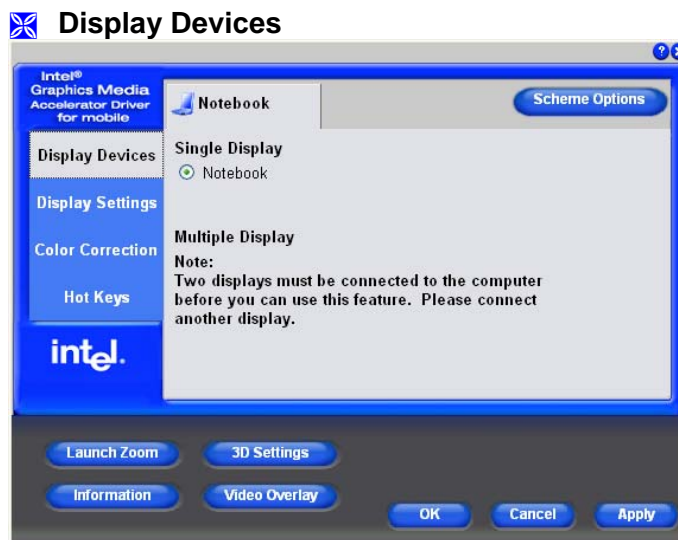 Display Devices
?
Intel®
Graphics Media
Accelerator Driver
for mobile
Notebook
Scheme Options
Display Devices
Display Settings
Color Correction
Hot Keys
intel.
Single Display
Notebook
Multiple Display
Note:
Two displays must be connected to the computer
before you can use this feature. Please connect
another display.
Launch Zoom
3D Settings
Information
Video Overlay
OK
Cancel
Apply